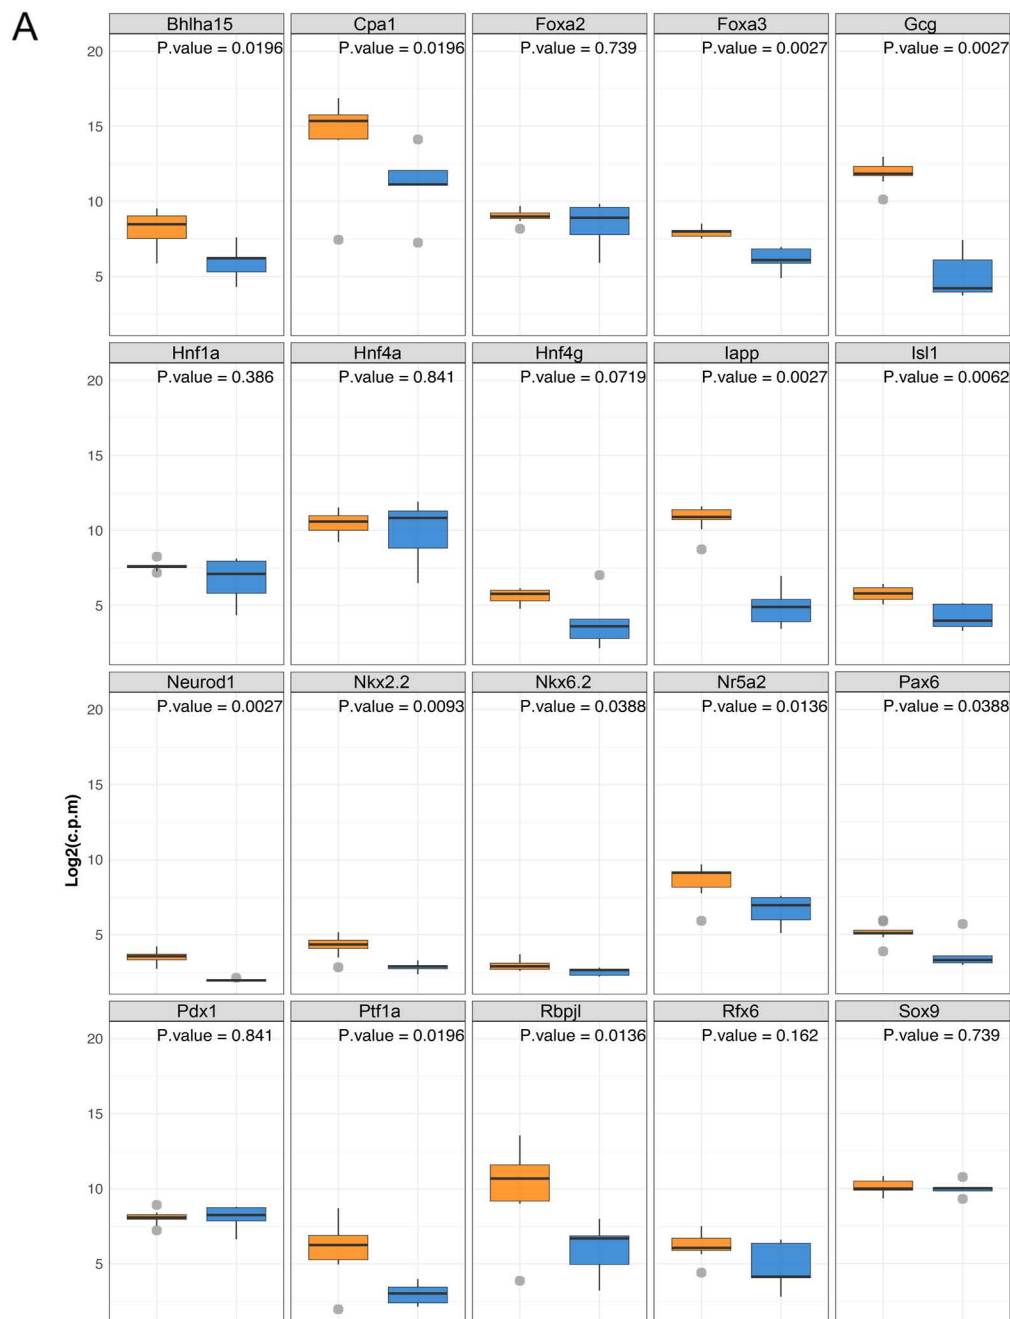 A
Bhlha15 Cpa1 Foxa2 Foxa3 Gcg
P.value = 0.0196 P.value = 0.0196 P.value = 0.739 P.value = 0.0027 P.value = 0.0027
20
15
10
5
Hnf1a Hnf4a Hnf4g Iapp Isl1
P.value = 0.386 P.value = 0.841 P.value = 0.0719 P.value = 0.0027 P.value = 0.0062
20
15
10
5
Neurod1 Nkx2.2 Nkx6.2 Nr5a2 Pax6
P.value = 0.0027 P.value = 0.0093 P.value = 0.0388 P.value = 0.0136 P.value = 0.0388
20
15
Log2(c.p.m)
10
5
Pdx1 Ptf1a Rbpjl Rfx6 Sox9
P.value = 0.841 P.value = 0.0196 P.value = 0.0136 P.value = 0.162 P.value = 0.739
20
15
10
5